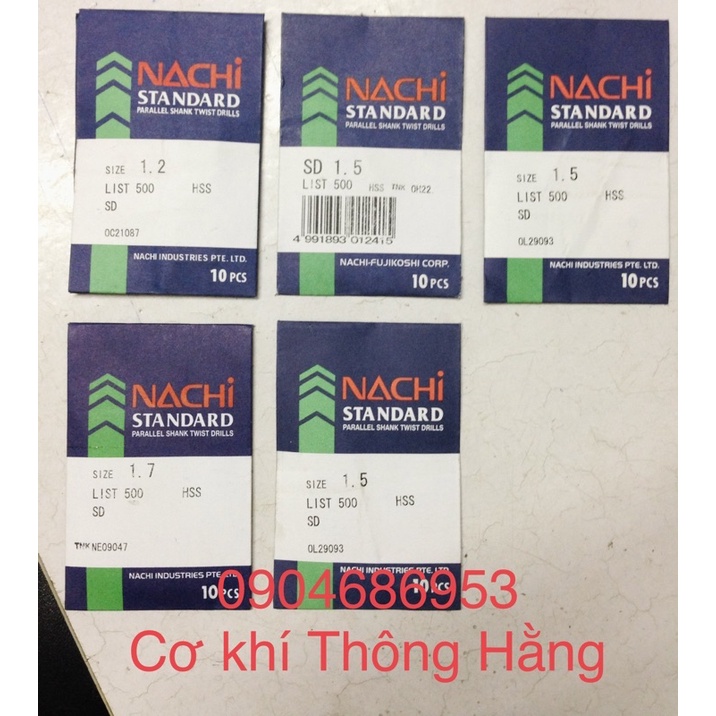 NACHi
STANDARD
PARALLEL SHANK TWIST DRILLS
SIZE 1.2
LIST 500 HSS
SD
0C21087
NACHI INDUSTRIES PTE. LTD.
10 PCS
NACHi
STANDARD
PARALLEL SHANK TWIST DRILLS
SD 1.5
LIST 500 HSS TNK 0H22
4 991893 012415
NACHI-FUJIKOSHI CORP.
10 PCS
NACHi
STANDARD
PARALLEL SHANK TWIST DRILLS
SIZE 1.5
LIST 500 HSS
SD
0L29093
NACHI INDUSTRIES PTE. LTD.
10 PCS
NACHi
STANDARD
PARALLEL SHANK TWIST DRILLS
SIZE 1.7
LIST 500 HSS
SD
TNK NE09047
NACHI INDUSTRIES PTE. LTD.
10 PCS
NACHi
STANDARD
PARALLEL SHANK TWIST DRILLS
SIZE 1.5
LIST 500 HSS
SD
0L29093
NACHI INDUSTRIES PTE. LTD.
10 PCS
0904686953
Cơ khí Thông Hằng